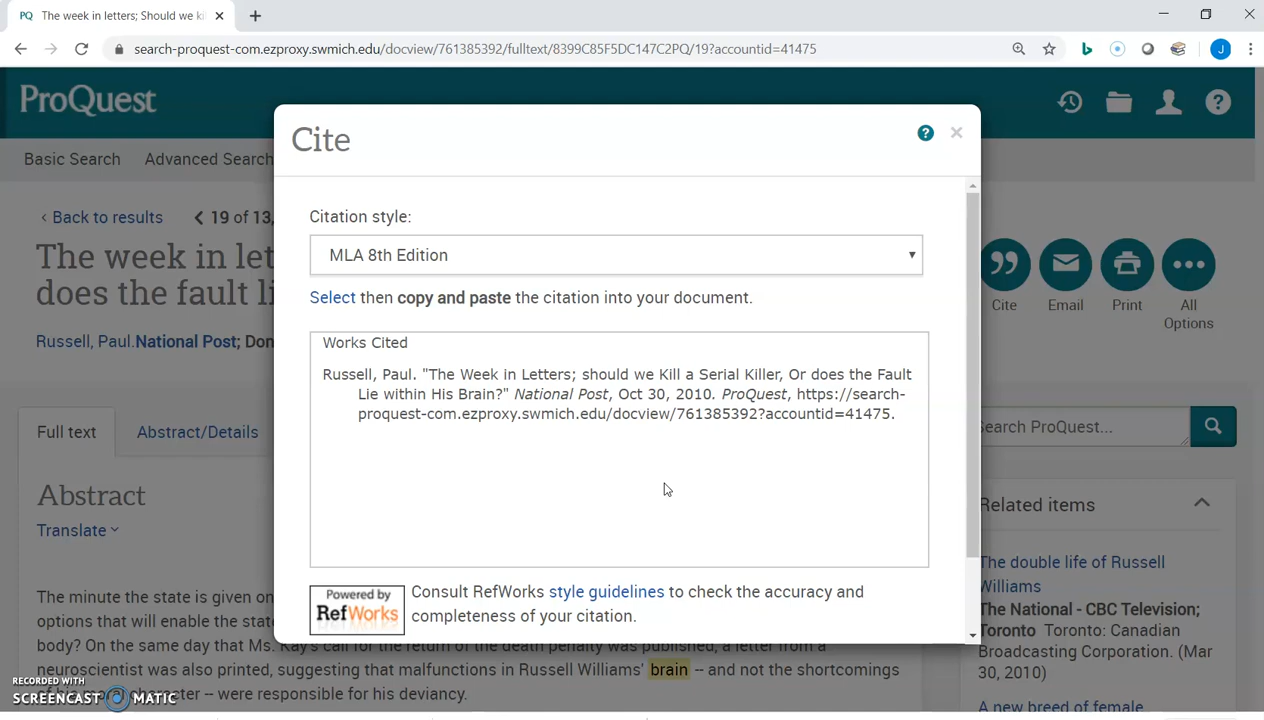 PQ The week in letters; Should we ki
search-proquest-com.ezproxy.swmich.edu/docview/761385392/fulltext/8399C85F5DC147C2PQ/19?accountid=41475
J
ProQuest
Basic Search Advanced Search
Cite
‹ Back to results 19 of 13,
The week in let
does the fault li
Russell, Paul.National Post; Don
Citation style:
MLA 8th Edition
Select then copy and paste the citation into your document.
Works Cited
Russell, Paul. "The Week in Letters; should we Kill a Serial Killer, Or does the Fault
Lie within His Brain?" National Post, Oct 30, 2010. ProQuest, https://search-
proquest-com.ezproxy.swmich.edu/docview/761385392?accountid=41475.
Powered by
RefWorks
Consult RefWorks style guidelines to check the accuracy and
completeness of your citation.
Cite Email Print All
Options
Full text Abstract/Details
Search ProQuest...
Abstract
Translate
Related items
The double life of Russell
Williams
The National - CBC Television;
Toronto Toronto: Canadian
Broadcasting Corporation. (Mar
30, 2010)
A new breed of female
The minute the state is given on
options that will enable the state
body? On the same day that Ms. Kay's call for the return of the death penalty was published, a letter from a
neuroscientist was also printed, suggesting that malfunctions in Russell Williams' brain -- and not the shortcomings
of his moral character -- were responsible for his deviancy.
RECORDED WITH
SCREENCAST MATIC